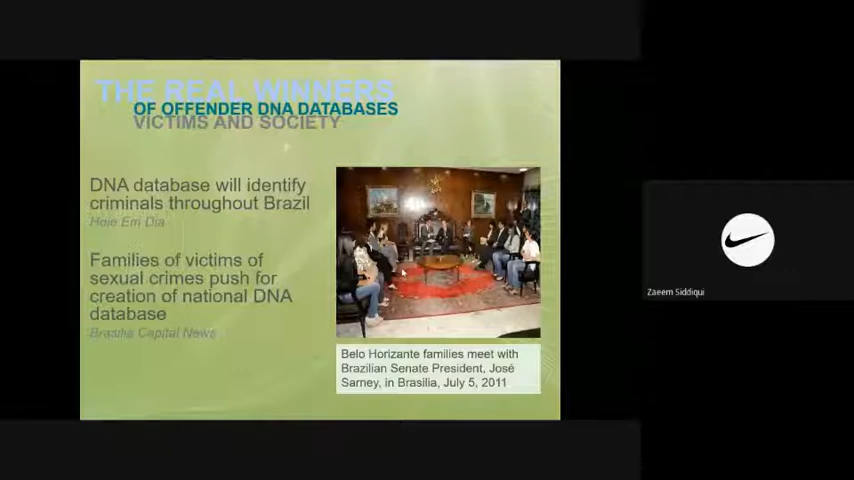 THE REAL WINNERS
OF OFFENDER DNA DATABASES
VICTIMS AND SOCIETY
DNA database will identify
criminals throughout Brazil
Hoje Em Dia
Families of victims of
sexual crimes push for
creation of national DNA
database
Brasilia Capital News
Belo Horizante families meet with
Brazilian Senate President, José
Sarney, in Brasilia, July 5, 2011
Zaeem Siddiqui